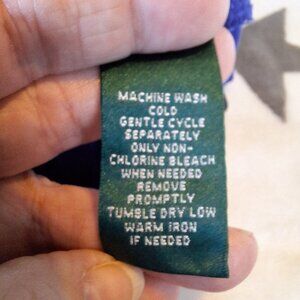 MACHINE WASH
COLD
GENTLE CYCLE
SEPARATELY
ONLY NON-
CHLORINE BLEACH
WHEN NEEDED
REMOVE
PROMPTLY
TUMBLE DRY LOW
WARM IRON
IF NEEDED